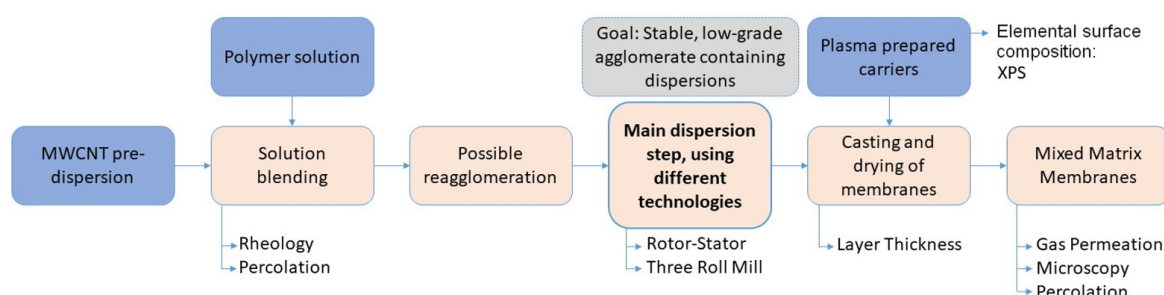 Polymer solution
Goal: Stable, low-grade
agglomerate containing
dispersions
Plasma prepared
carriers
Elemental surface
composition:
XPS
MWCNT pre-
dispersion
Solution
blending
Possible
reagglomeration
Main dispersion
step, using
different
technologies
Casting and
drying of
membranes
Mixed Matrix
Membranes
Rheology
Percolation
Rotor-Stator
Three Roll Mill
Layer Thickness
Gas Permeation
Microscopy
Percolation